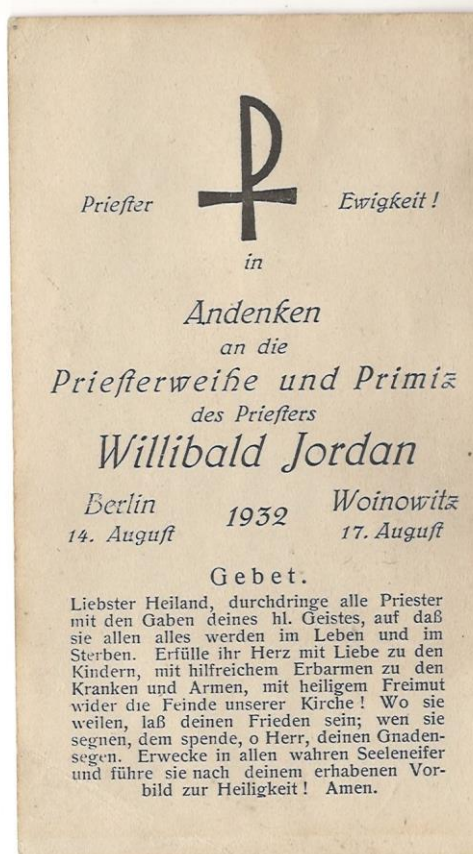 Priester Ewigkeit!
in
Andenken
an die
Priesterweihe und Primiz
des Priesters
Willibald Jordan
Berlin 1932 Woinowitz
14. August 17. August
Gebet.
Liebster Heiland, durchdringe alle Priester
mit den Gaben deines hl. Geistes, auf daß
sie allen alles werden im Leben und im
Sterben. Erfülle ihr Herz mit Liebe zu den
Kindern, mit hilfreichem Erbarmen zu den
Kranken und Armen, mit heiligem Freimut
wider die Feinde unserer Kirche! Wo sie
weilen, laß deinen Frieden sein; wen sie
segnen, dem spende, o Herr, deinen Gnaden-
segen. Erwecke in allen wahren Seeleneifer
und führe sie nach deinem erhabenen Vor-
bild zur Heiligkeit! Amen.